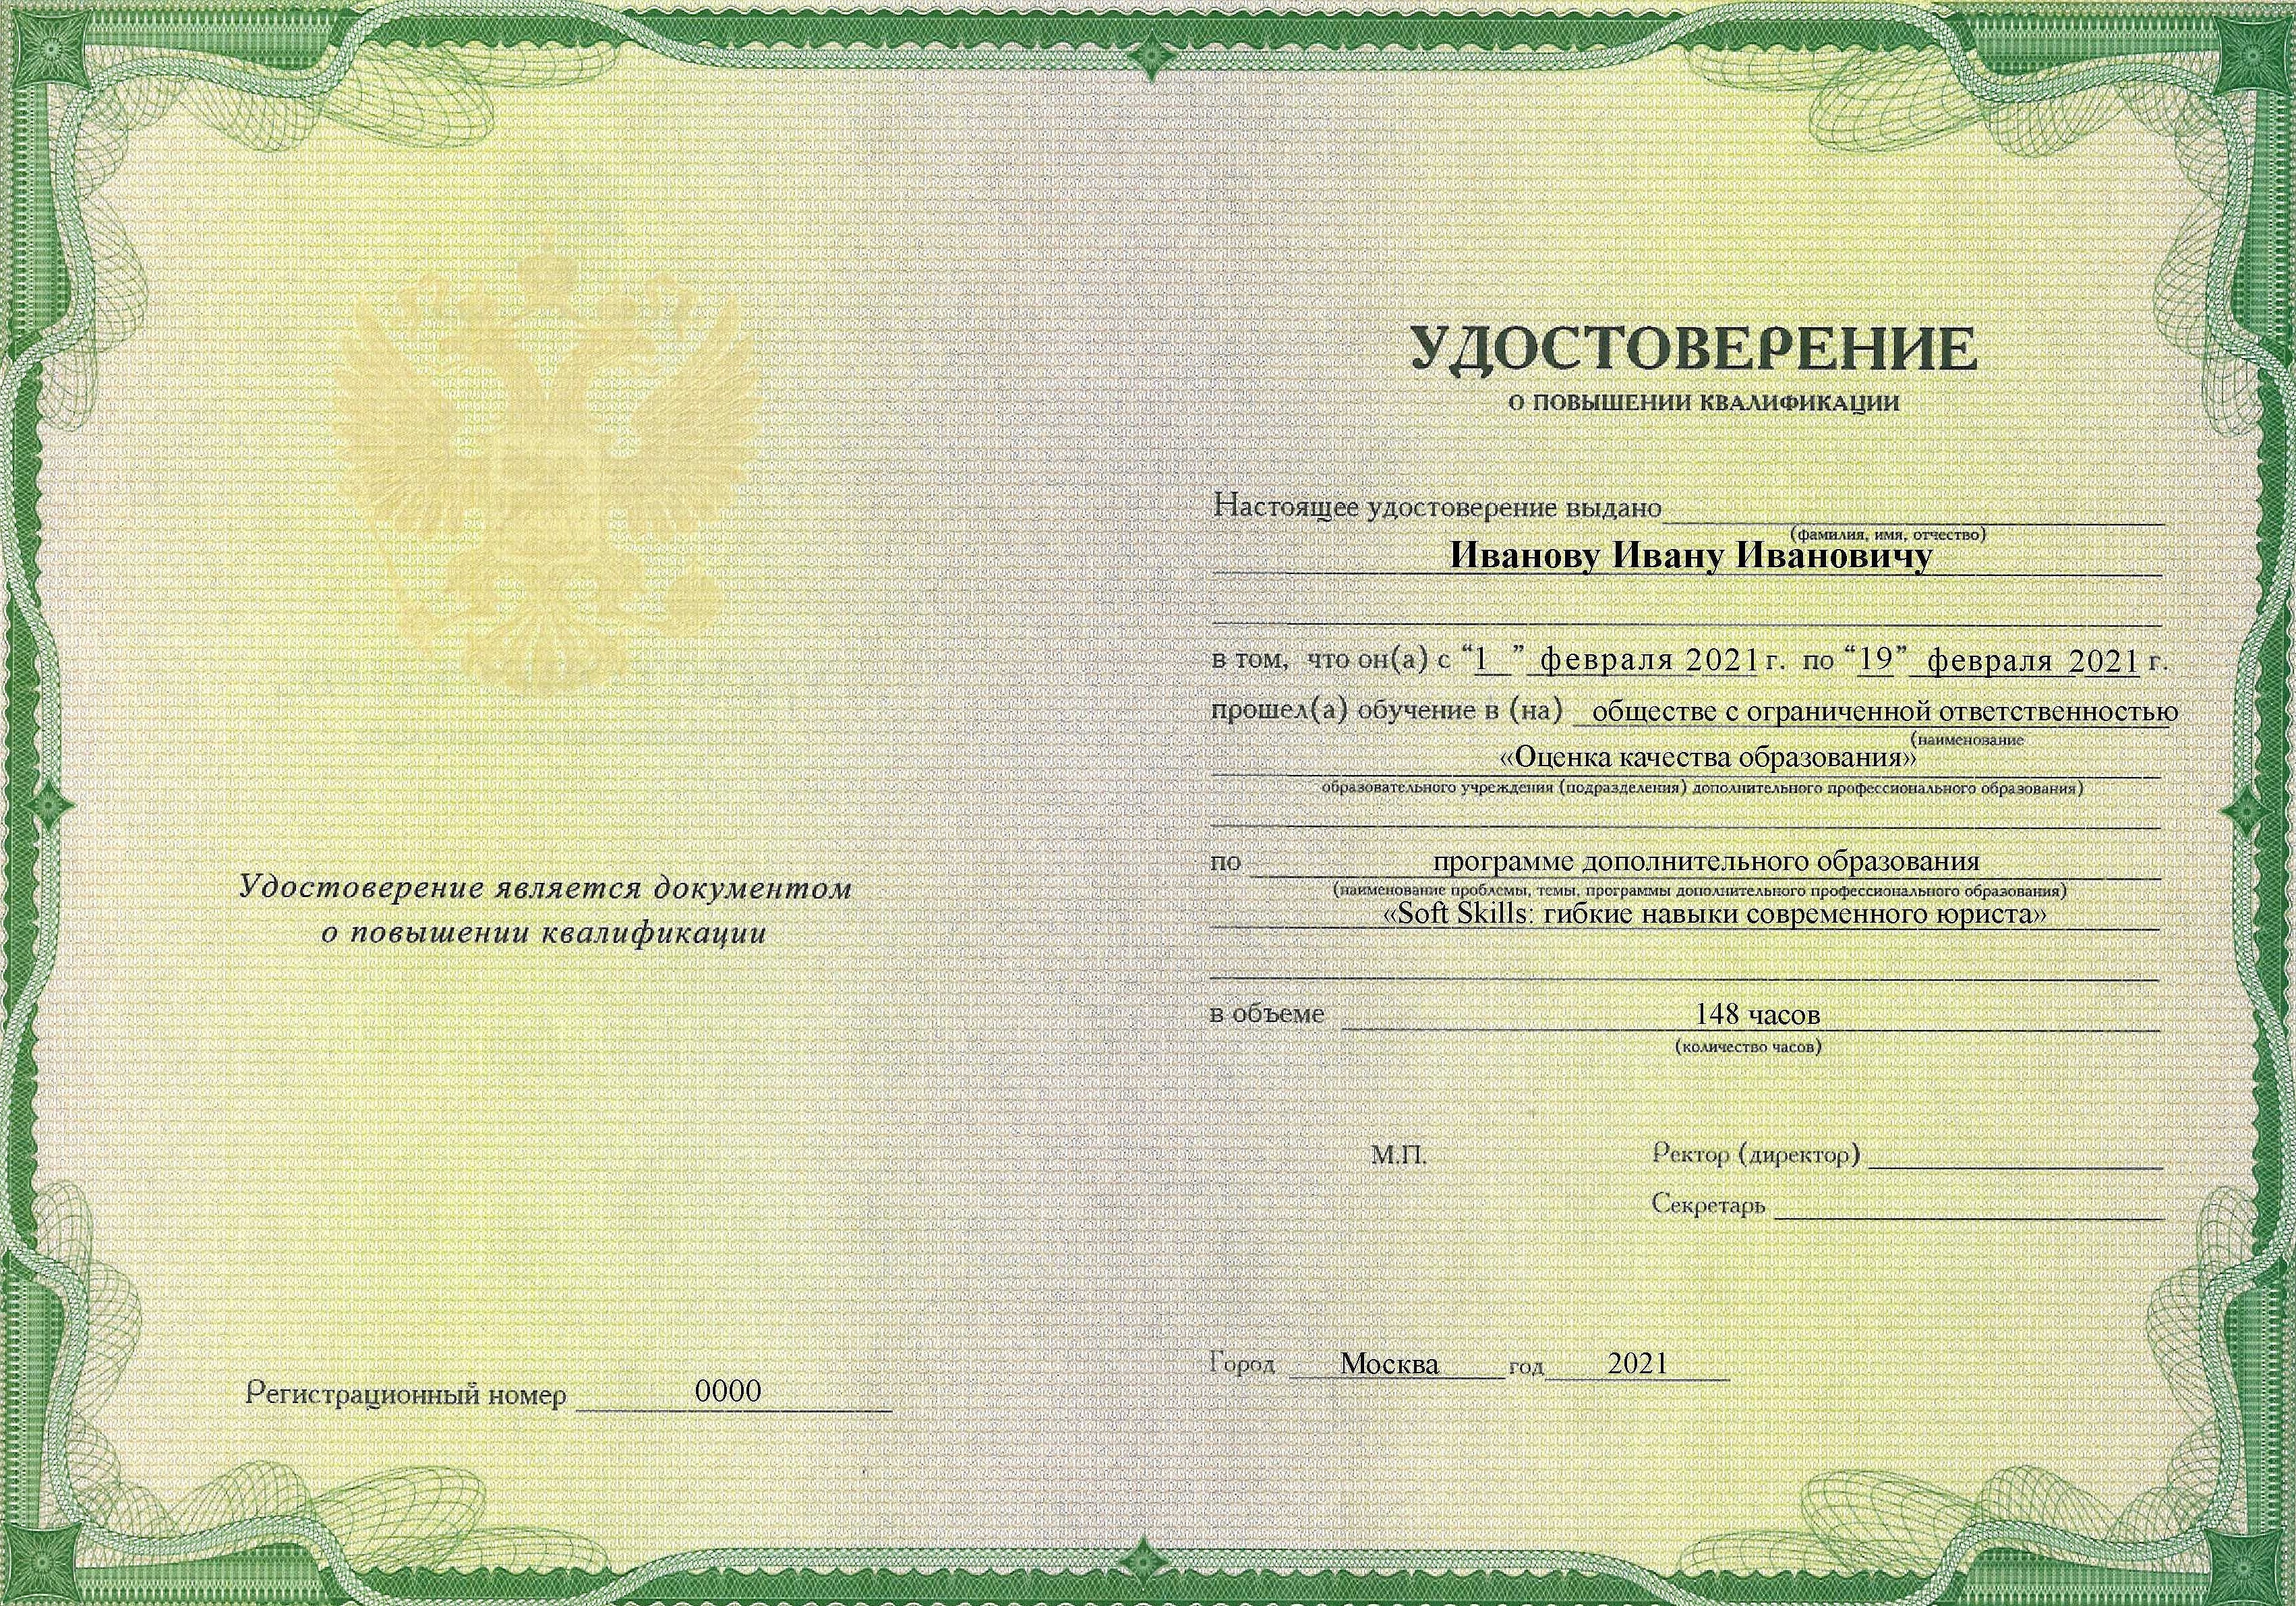 Удостоверение является документом
о повышении квалификации
Регистрационный номер 0000
УДОСТОВЕРЕНИЕ
О ПОВЫШЕНИИ КВАЛИФИКАЦИИ
Настоящее удостоверение выдано
(фамилия, имя, отчество)
Иванову Ивану Ивановичу
в том, что он(а) с “1 ” февраля 2021 г. по “19” февраля 2021 г.
прошел(а) обучение в (на) обществе с ограниченной ответственностью
(наименование
«Оценка качества образования»
образовательного учреждения (подразделения) дополнительного профессионального образования)
по программе дополнительного образования
(наименование проблемы, темы, программы дополнительного профессионального образования)
«Soft Skills: гибкие навыки современного юриста»
в объеме 148 часов
(количество часов)
М.П. Ректор (директор)
Секретарь
Город Москва год 2021